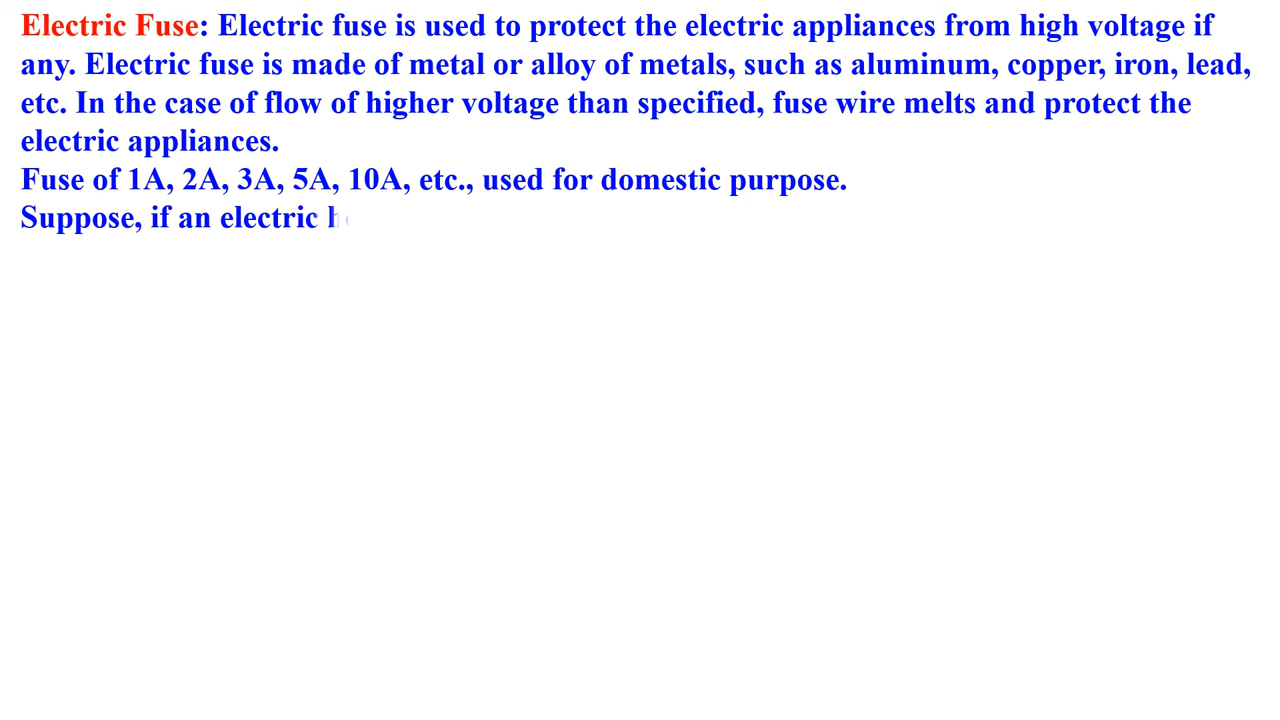 Electric Fuse: Electric fuse is used to protect the electric appliances from high voltage if
any. Electric fuse is made of metal or alloy of metals, such as aluminum, copper, iron, lead,
etc. In the case of flow of higher voltage than specified, fuse wire melts and protect the
electric appliances.
Fuse of 1A, 2A, 3A, 5A, 10A, etc., used for domestic purpose.
Suppose, if an electric